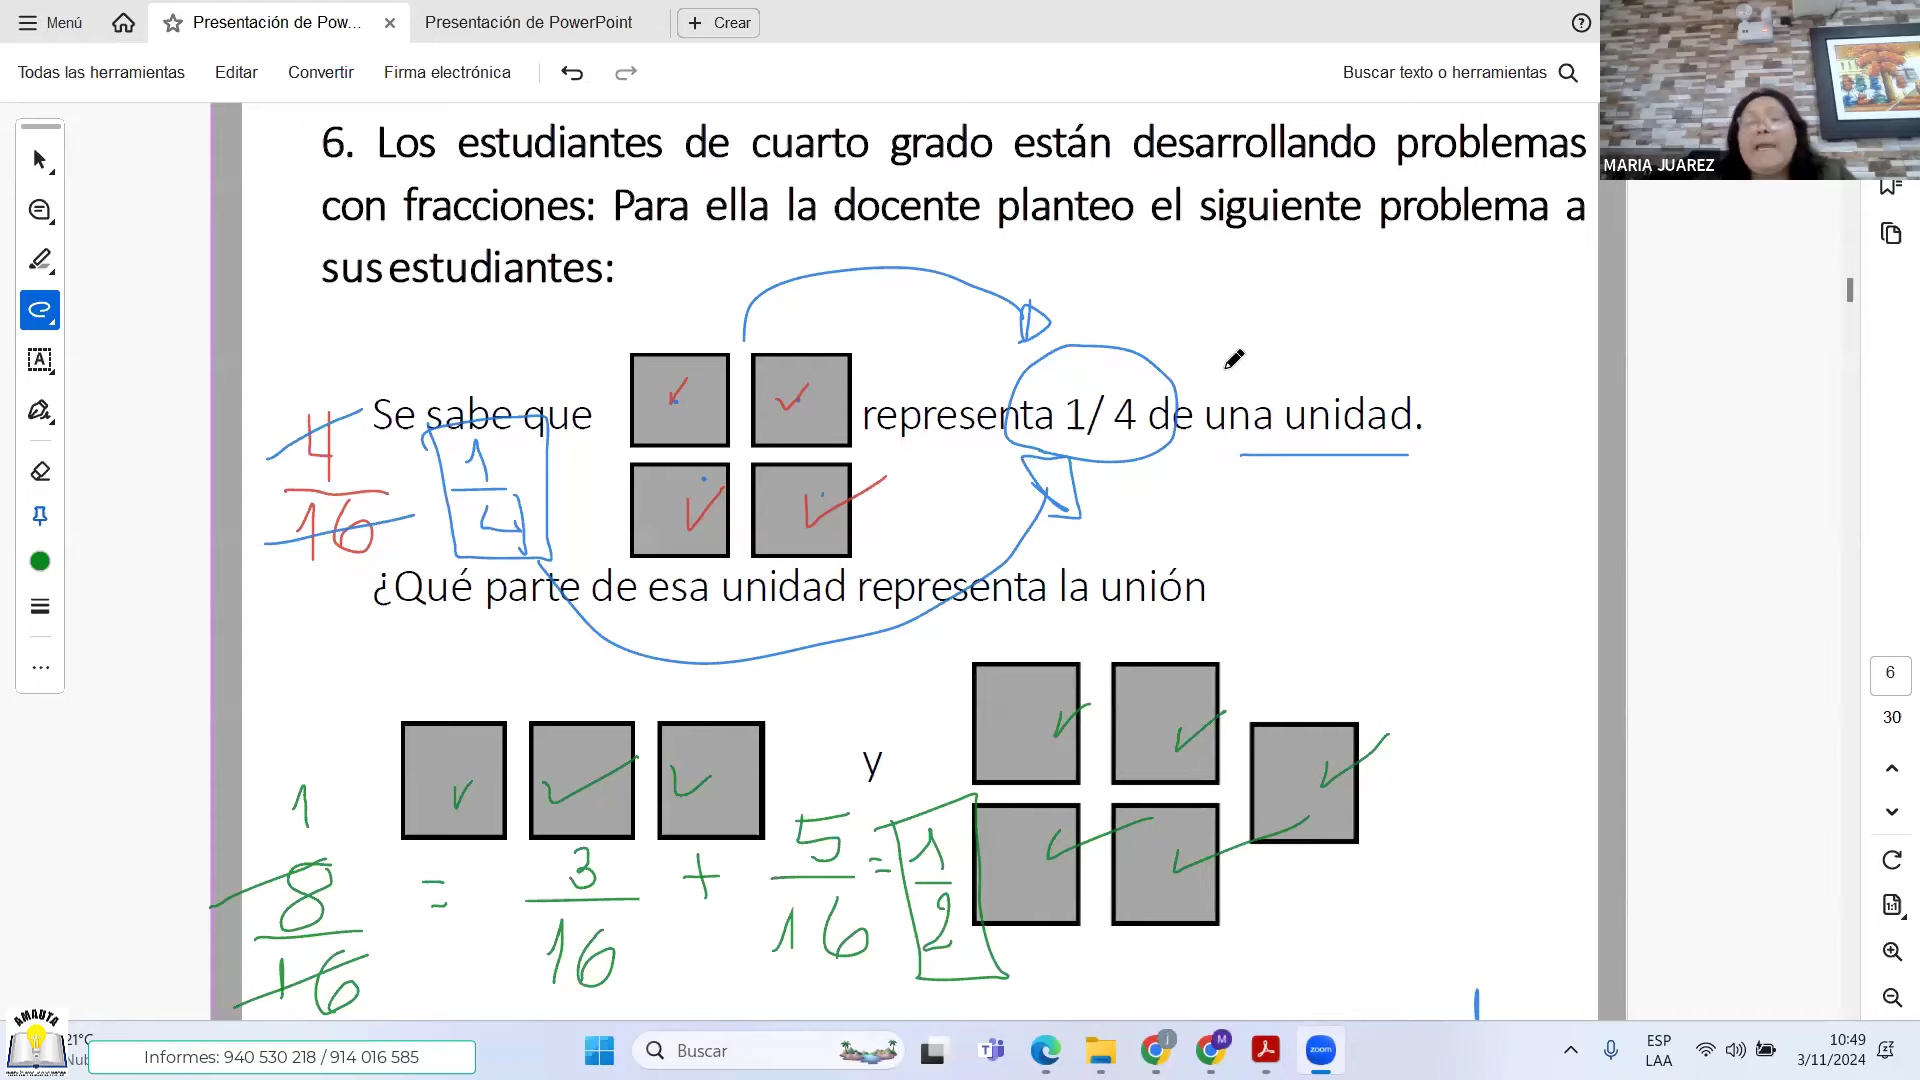 Menú
Presentación de Pow...
Presentación de PowerPoint
Crear
Todas las herramientas
Editar
Convertir
Firma electrónica
Buscar texto o herramientas
MARIA JUAREZ
6. Los estudiantes de cuarto grado están desarrollando problemas
con fracciones: Para ella la docente planteo el siguiente problema a
sus estudiantes:
Se sabe que
representa 1/ 4 de una unidad.
4
16
1
4
¿Qué parte de esa unidad representa la unión
y
1
8
16
=
3
16
+
5
16
=
1
2
6
30
1:1
AMAUTA
21°C
Nub
Informes: 940 530 218 / 914 016 585
Buscar
zoom
ESP
LAA
10:49
3/11/2024